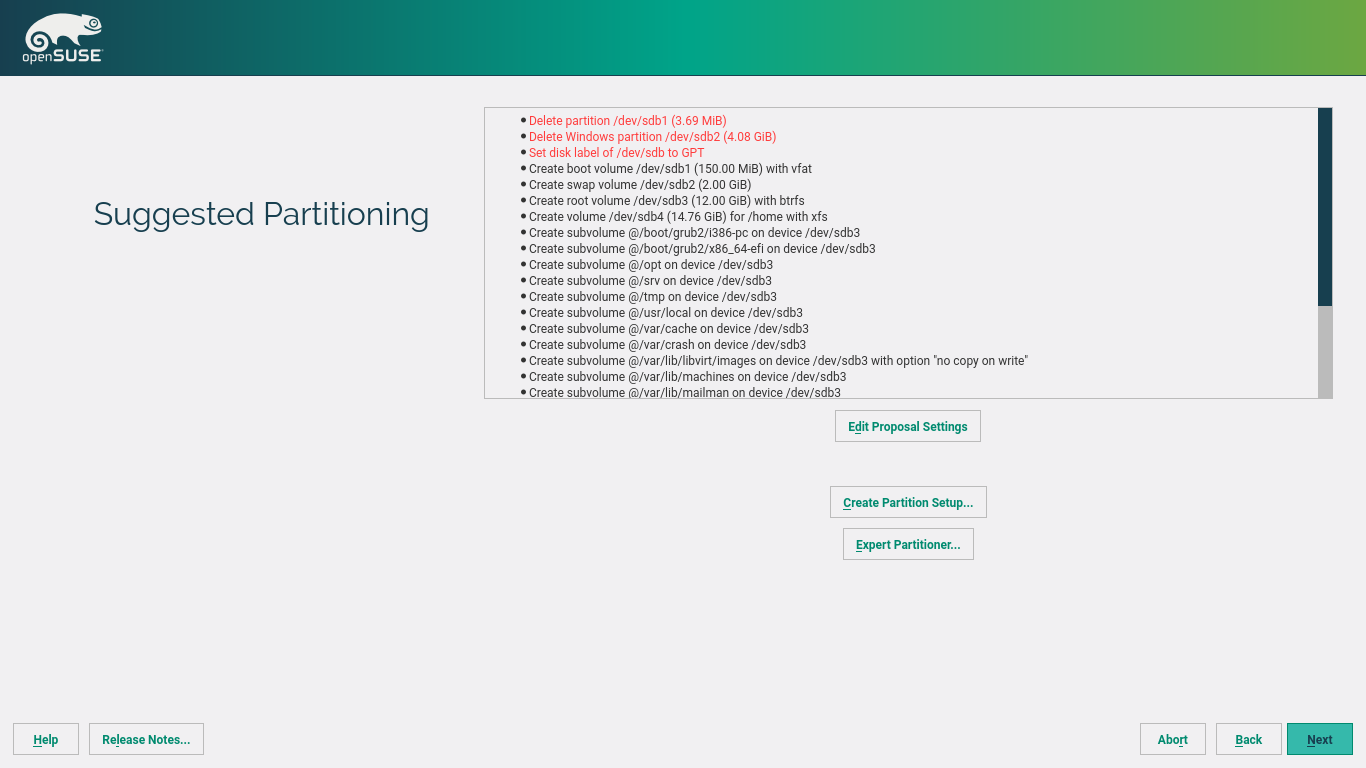 openSUSE
Suggested Partitioning
Delete partition /dev/sdb1 (3.69 MiB)
Delete Windows partition /dev/sdb2 (4.08 GiB)
Set disk label of /dev/sdb to GPT
Create boot volume /dev/sdb1 (150.00 MiB) with vfat
Create swap volume /dev/sdb2 (2.00 GiB)
Create root volume /dev/sdb3 (12.00 GiB) with btrfs
Create volume /dev/sdb4 (14.76 GiB) for /home with xfs
Create subvolume @/boot/grub2/i386-pc on device /dev/sdb3
Create subvolume @/boot/grub2/x86_64-efi on device /dev/sdb3
Create subvolume @/opt on device /dev/sdb3
Create subvolume @/srv on device /dev/sdb3
Create subvolume @/tmp on device /dev/sdb3
Create subvolume @/usr/local on device /dev/sdb3
Create subvolume @/var/cache on device /dev/sdb3
Create subvolume @/var/crash on device /dev/sdb3
Create subvolume @/var/lib/libvirt/images on device /dev/sdb3 with option "no copy on write"
Create subvolume @/var/lib/machines on device /dev/sdb3
Create subvolume @/var/lib/mailman on device /dev/sdb3
Edit Proposal Settings
Create Partition Setup...
Expert Partitioner...
Help
Release Notes...
Abort
Back
Next